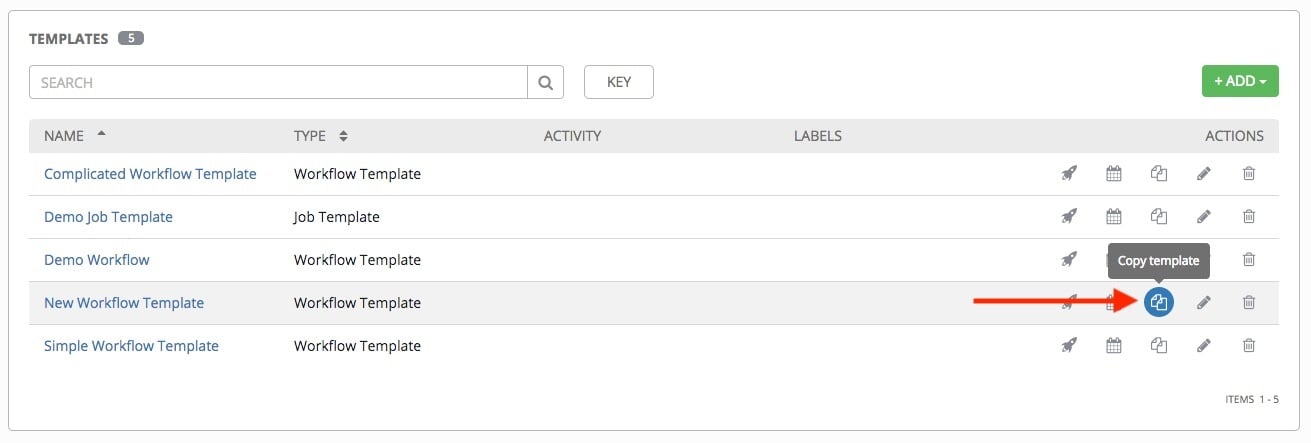 TEMPLATES 5
SEARCH KEY + ADD
NAME TYPE ACTIVITY LABELS ACTIONS
Complicated Workflow Template Workflow Template
Demo Job Template Job Template
Demo Workflow Workflow Template
Copy template
New Workflow Template Workflow Template
Simple Workflow Template Workflow Template
ITEMS 1 - 5